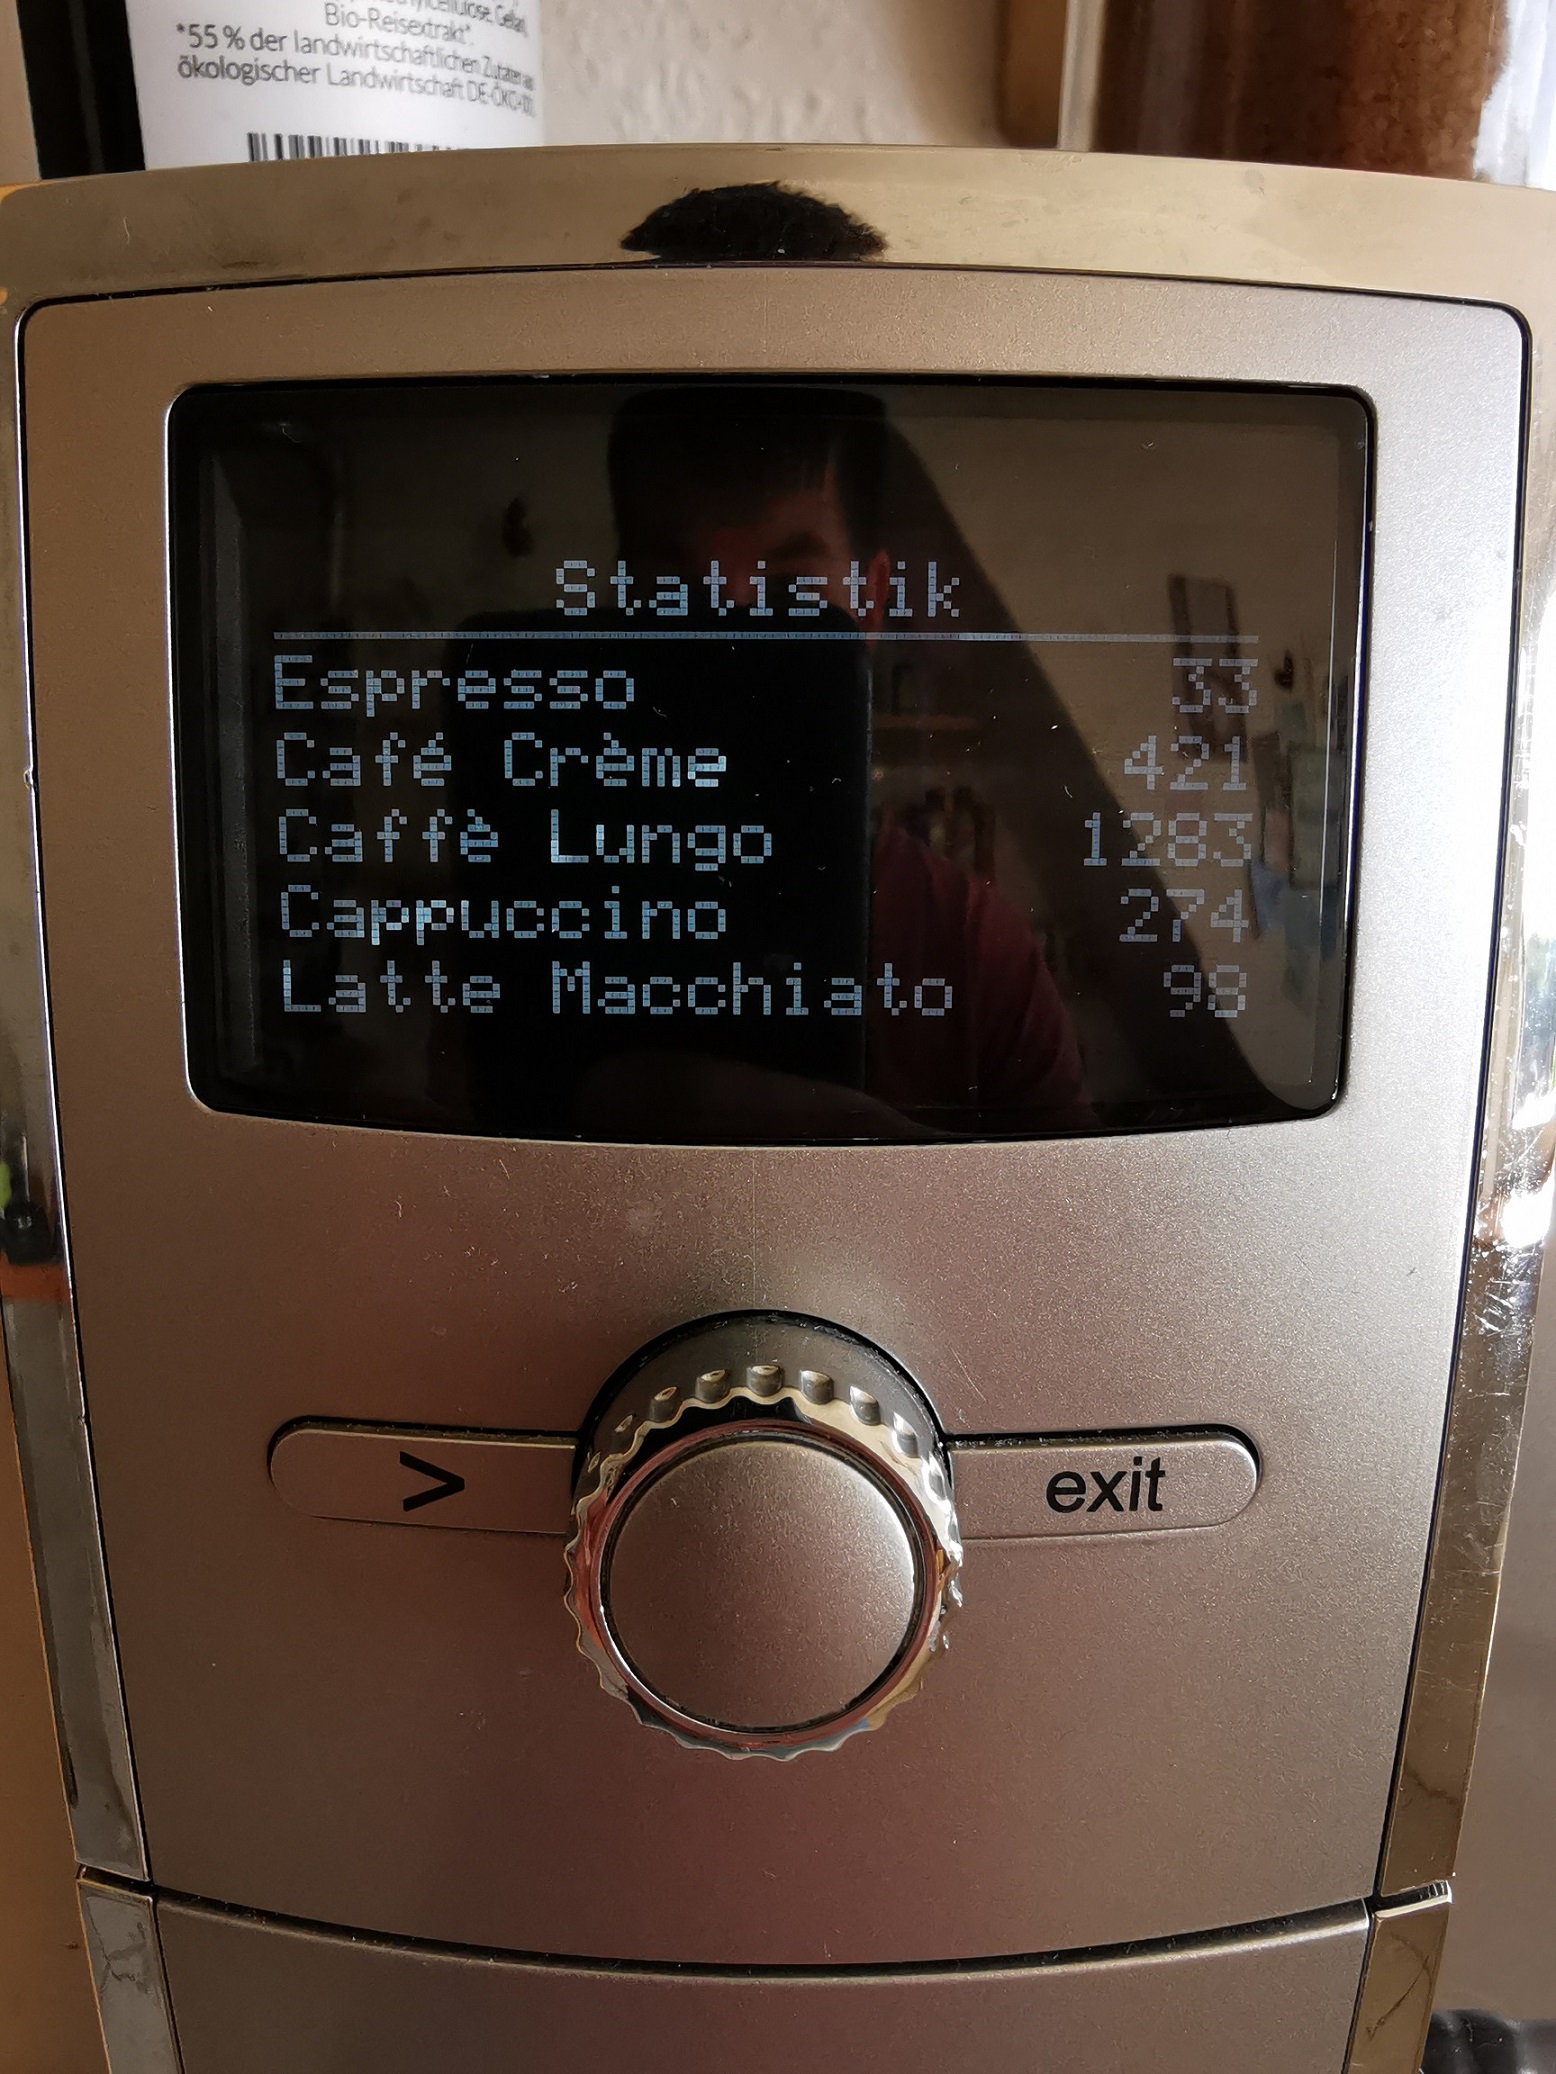 Bio-Reisextrakt*.
*55 % der landwirtschaftlichen Zutaten aus
ökologischer Landwirtschaft DE-ÖKO-
Statistik
Espresso 33
Café Crème 421
Caffè Lungo 1283
Cappuccino 274
Latte Macchiato 98
> exit